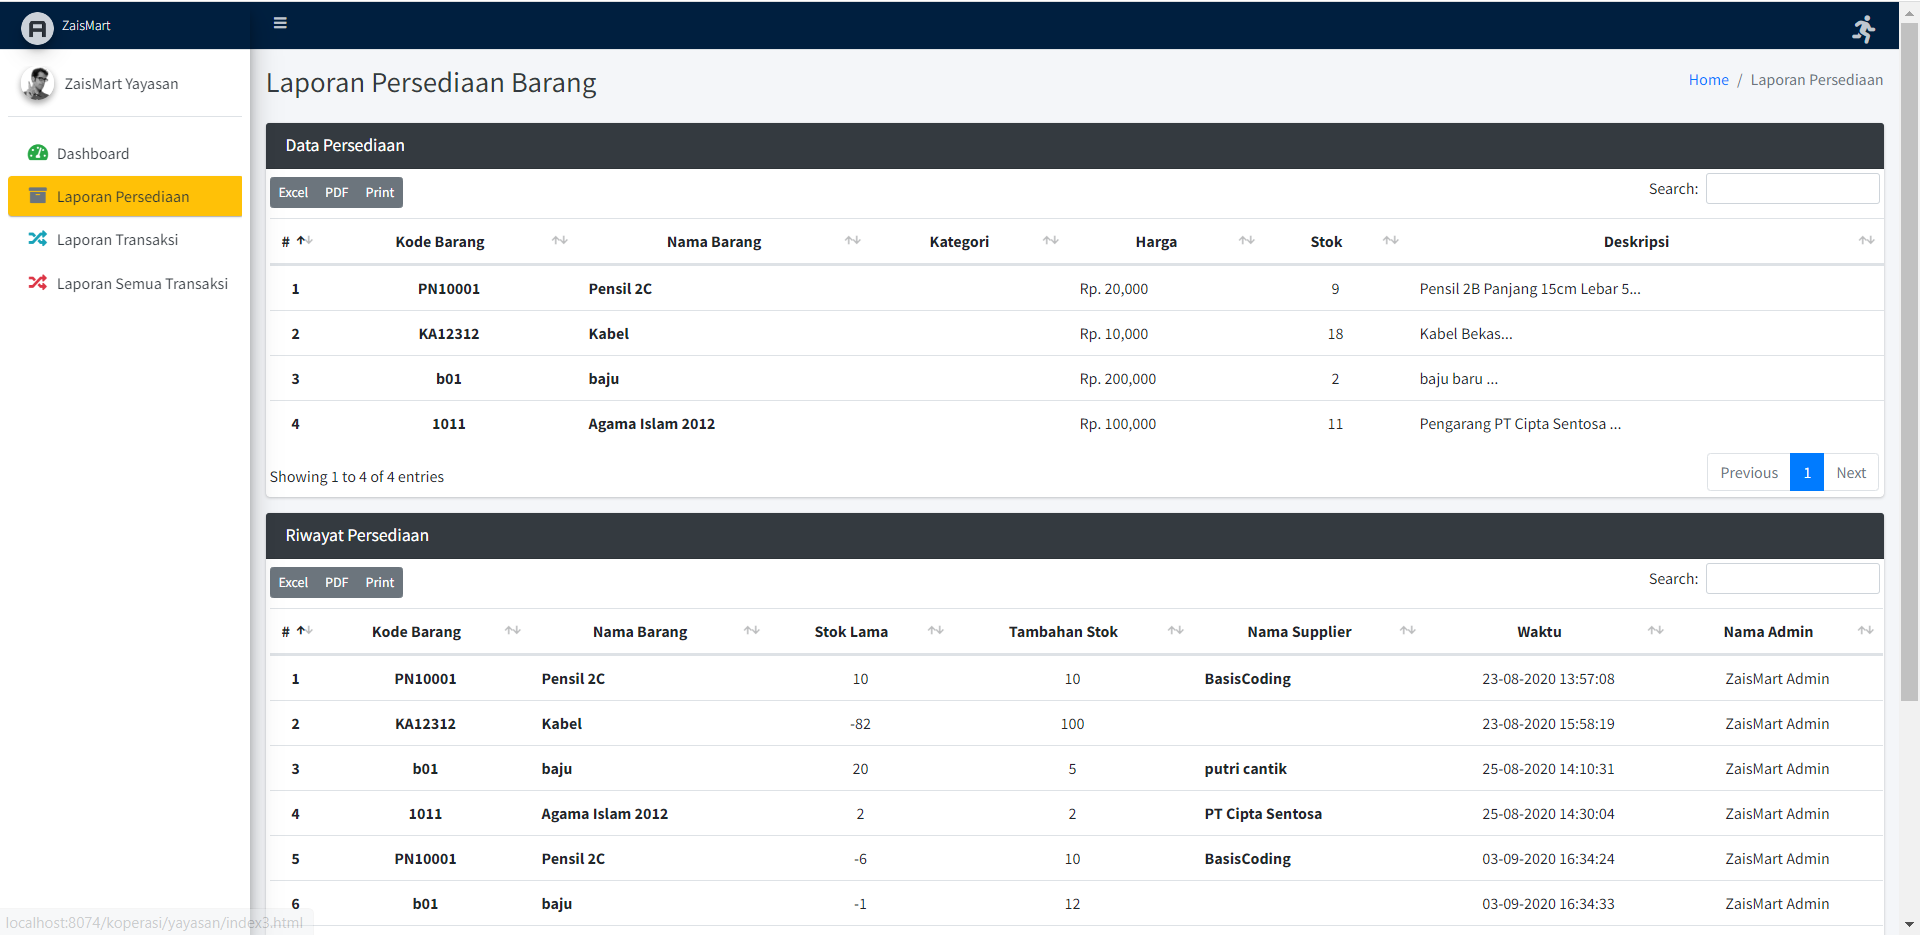 ZaisMart
ZaisMart Yayasan
Dashboard
Laporan Persediaan
Laporan Transaksi
Laporan Semua Transaksi
Laporan Persediaan Barang
Home / Laporan Persediaan
Data Persediaan
Excel PDF Print
Search:
# Kode Barang Nama Barang Kategori Harga Stok Deskripsi
1 PN10001 Pensil 2C Rp. 20,000 9 Pensil 2B Panjang 15cm Lebar 5...
2 KA12312 Kabel Rp. 10,000 18 Kabel Bekas...
3 b01 baju Rp. 200,000 2 baju baru ...
4 1011 Agama Islam 2012 Rp. 100,000 11 Pengarang PT Cipta Sentosa ...
Showing 1 to 4 of 4 entries
Previous 1 Next
Riwayat Persediaan
Excel PDF Print
Search:
# Kode Barang Nama Barang Stok Lama Tambahan Stok Nama Supplier Waktu Nama Admin
1 PN10001 Pensil 2C 10 10 BasisCoding 23-08-2020 13:57:08 ZaisMart Admin
2 KA12312 Kabel -82 100 23-08-2020 15:58:19 ZaisMart Admin
3 b01 baju 20 5 putri cantik 25-08-2020 14:10:31 ZaisMart Admin
4 1011 Agama Islam 2012 2 2 PT Cipta Sentosa 25-08-2020 14:30:04 ZaisMart Admin
5 PN10001 Pensil 2C -6 10 BasisCoding 03-09-2020 16:34:24 ZaisMart Admin
6 b01 baju -1 12 03-09-2020 16:34:33 ZaisMart Admin
localhost:8074/koperasi/yayasan/index3.html